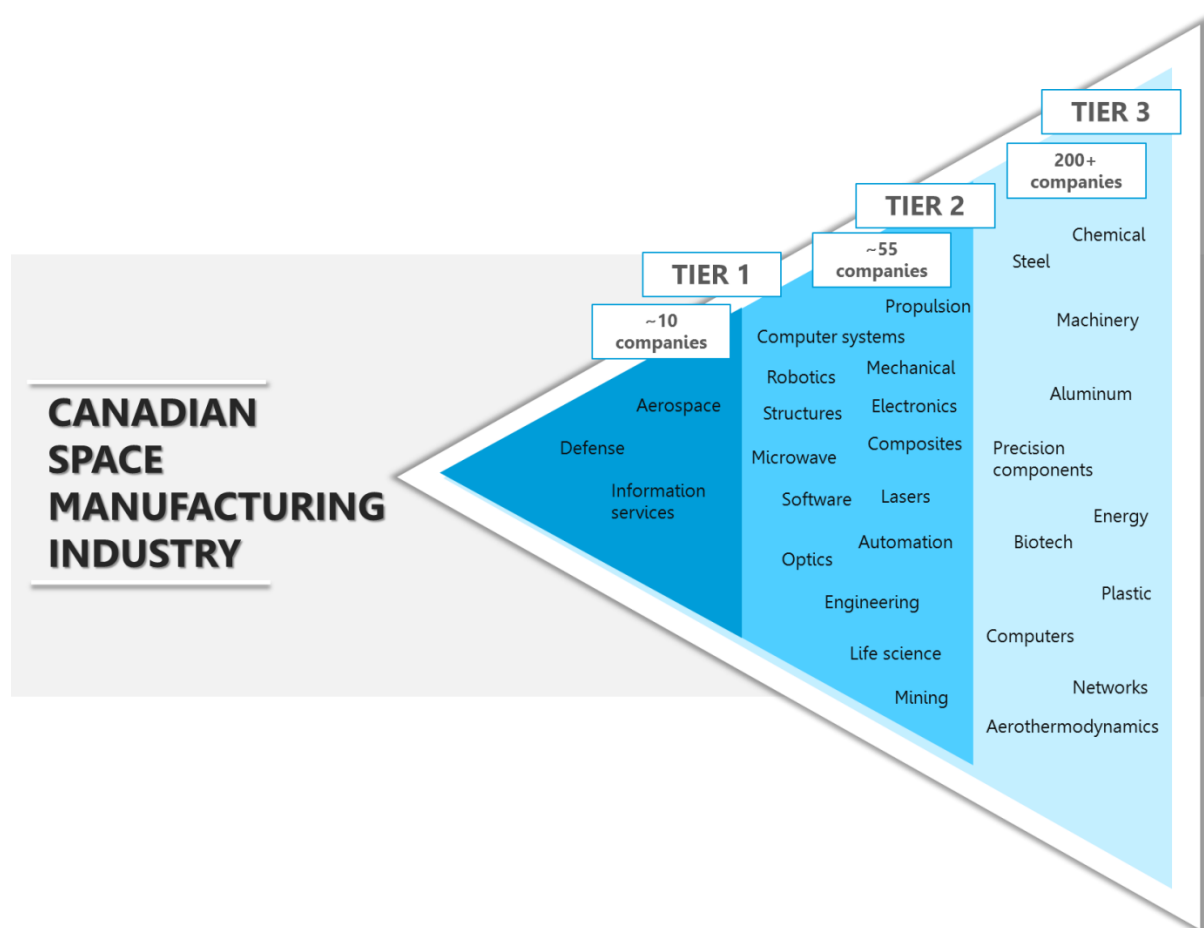 CANADIAN
SPACE
MANUFACTURING
INDUSTRY
TIER 1
~10
companies
Aerospace
Defense
Information
services
TIER 2
~55
companies
Propulsion
Computer systems
Mechanical
Robotics
Electronics
Structures
Composites
Microwave
Lasers
Software
Automation
Optics
Engineering
Life science
Mining
TIER 3
200+
companies
Chemical
Steel
Machinery
Aluminum
Precision
components
Energy
Biotech
Plastic
Computers
Networks
Aerothermodynamics